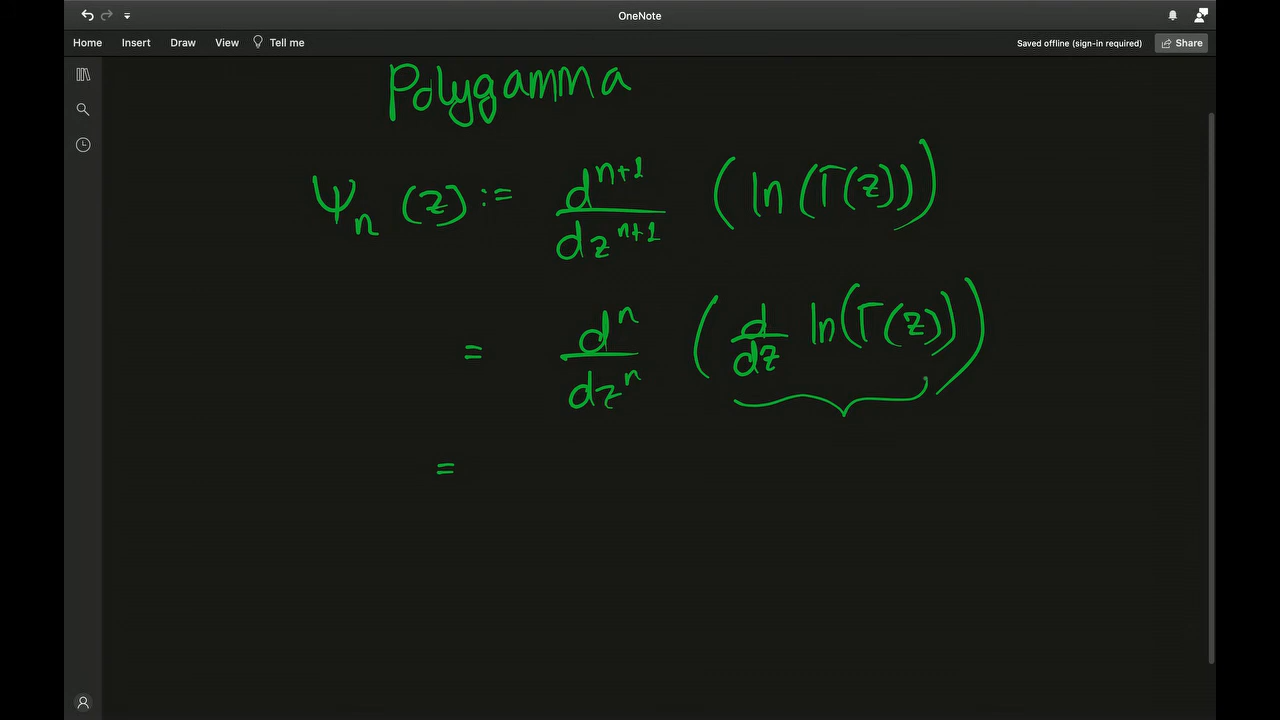 OneNote
Home Insert Draw View Tell me
Saved offline (sign-in required) Share
Polygamma
Ψₙ(z) := dⁿ⁺¹/dzⁿ⁺¹ (ln(Γ(z)))
= dⁿ/dzⁿ (d/dz ln(Γ(z)))
=